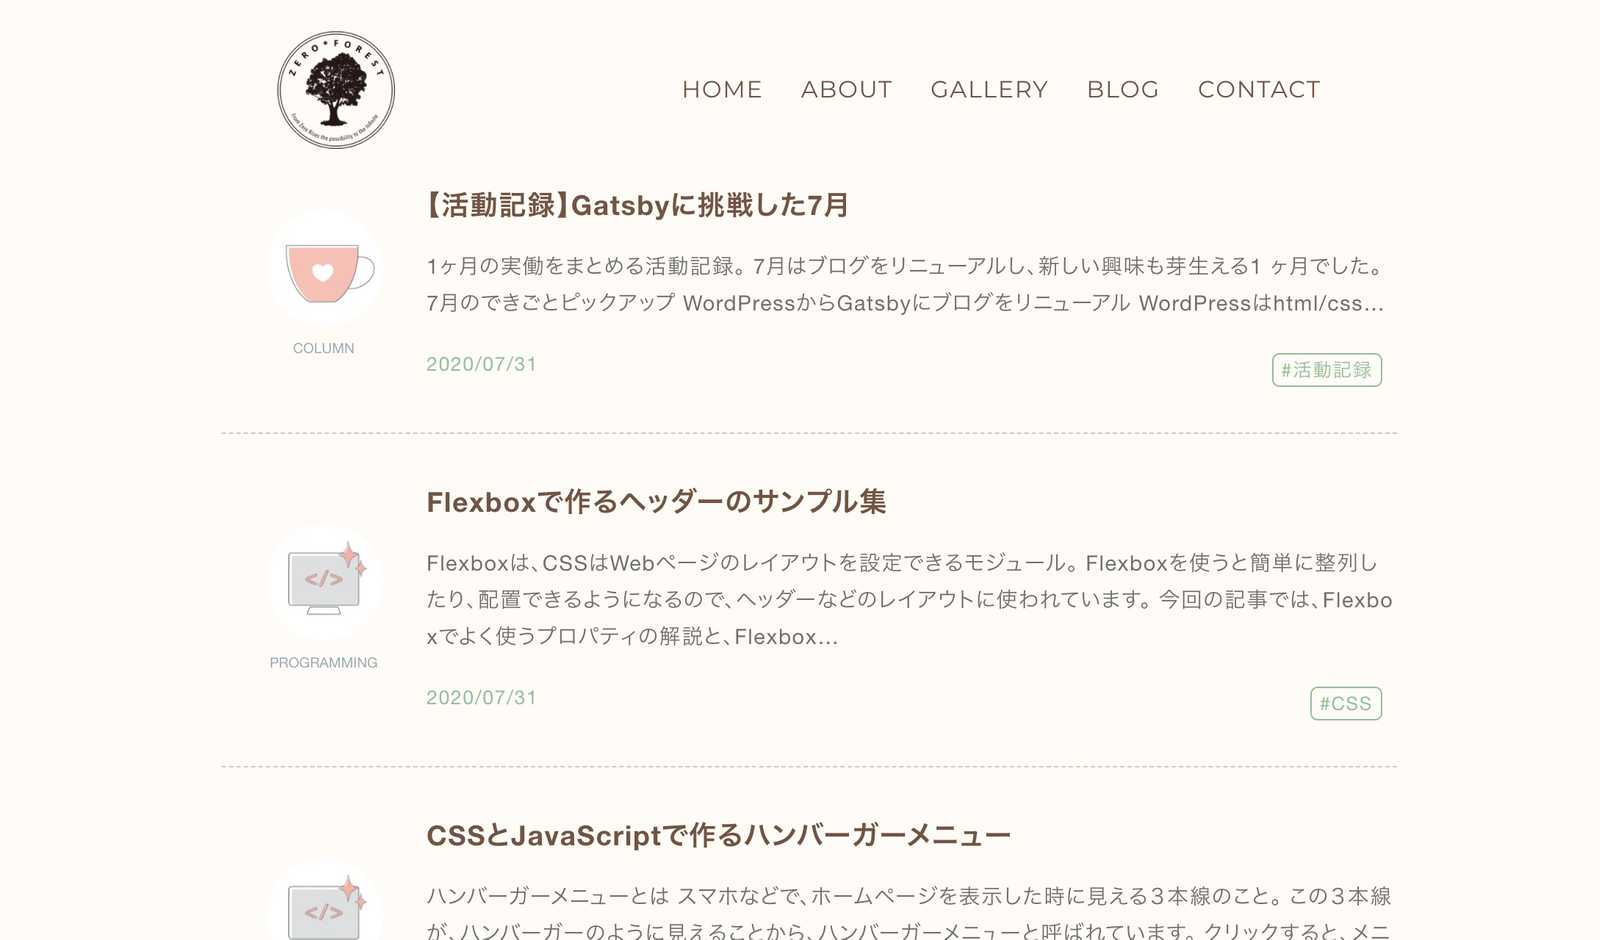 ZERO*FOREST
from Zero Rises the possibility to the infinite
HOME ABOUT GALLERY BLOG CONTACT
【活動記録】Gatsbyに挑戦した7月
1ヶ月の実働をまとめる活動記録。 7月はブログをリニューアルし、新しい興味も芽生える1 ヶ月でした。
7月のできごとピックアップ WordPressからGatsbyにブログをリニューアル WordPressはhtml/css...
COLUMN
2020/07/31
#活動記録
Flexboxで作るヘッダーのサンプル集
</>
Flexboxは、CSSはWebページのレイアウトを設定できるモジュール。 Flexboxを使うと簡単に整列し
たり、配置できるようになるので、ヘッダーなどのレイアウトに使われています。 今回の記事では、Flexbo
xでよく使うプロパティの解説と、Flexbox...
PROGRAMMING
2020/07/31
#CSS
CSSとJavaScriptで作るハンバーガーメニュー
</>
ハンバーガーメニューとは スマホなどで、ホームページを表示した時に見える３本線のこと。 この３本線
が、ハンバーガーのように見えることから、ハンバーガーメニューと呼ばれています。 クリックすると、メニ